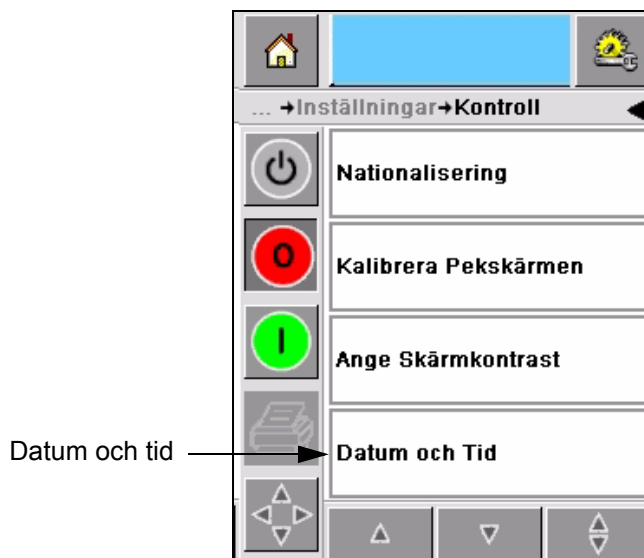 ... →Inställningar→Kontroll
Nationalisering
O
Kalibrera Pekskärmen
I
Ange Skärmkontrast
Datum och tid
Datum och Tid